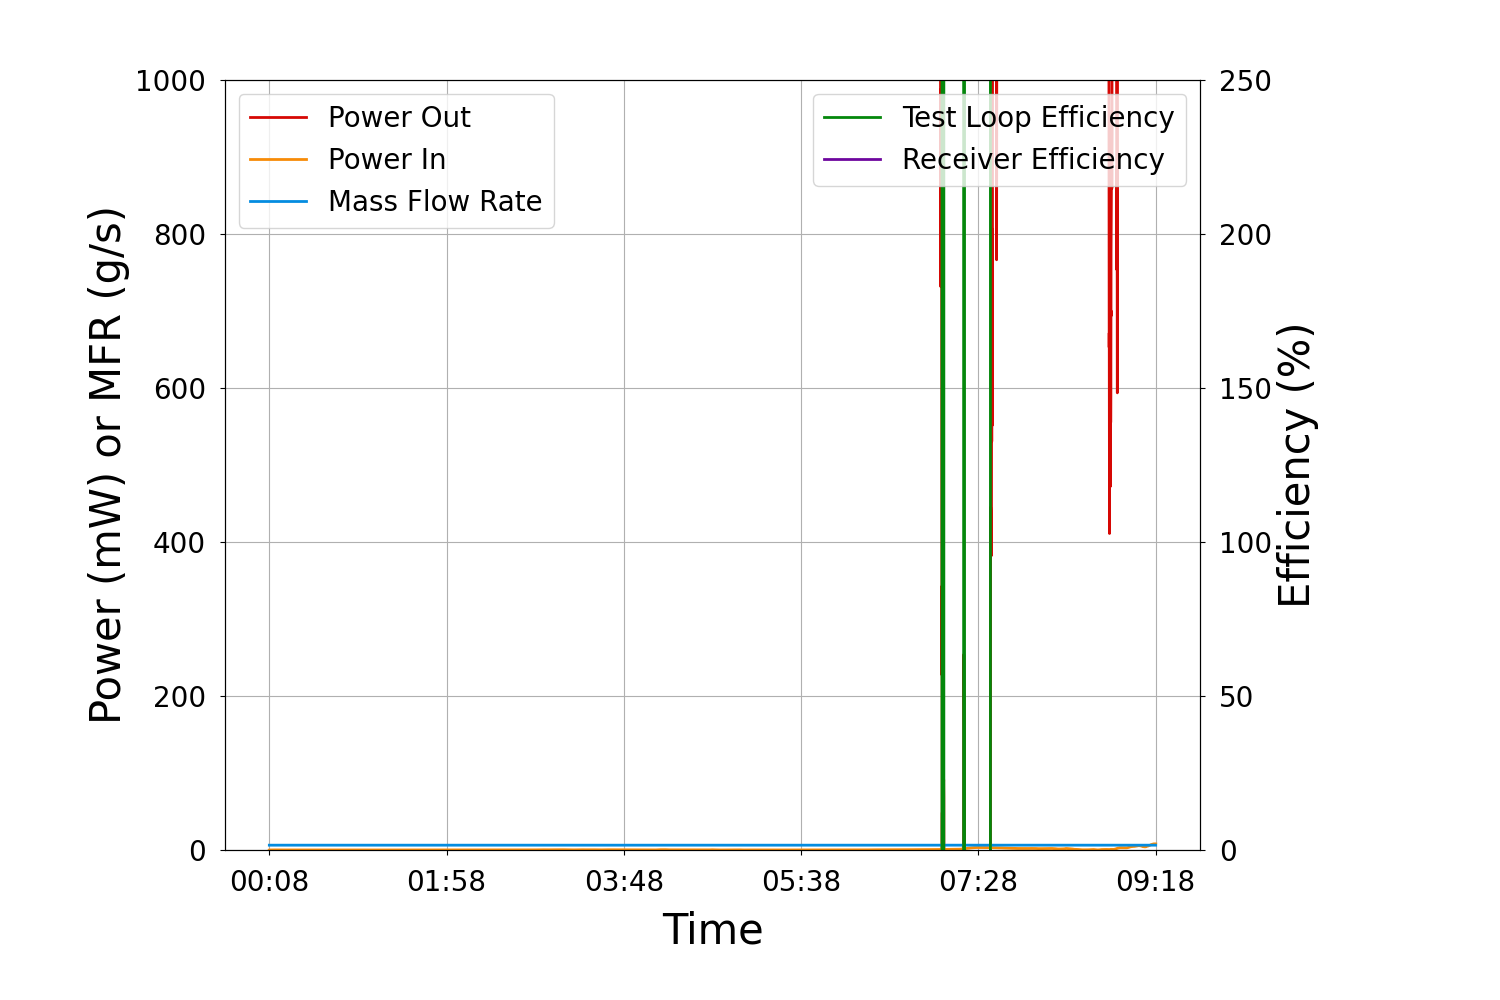 Power Out
Power In
Mass Flow Rate
Test Loop Efficiency
Receiver Efficiency
Power (mW) or MFR (g/s)
1000
800
600
400
200
0
250
200
150
100
50
0
Efficiency (%)
00:08 01:58 03:48 05:38 07:28 09:18
Time